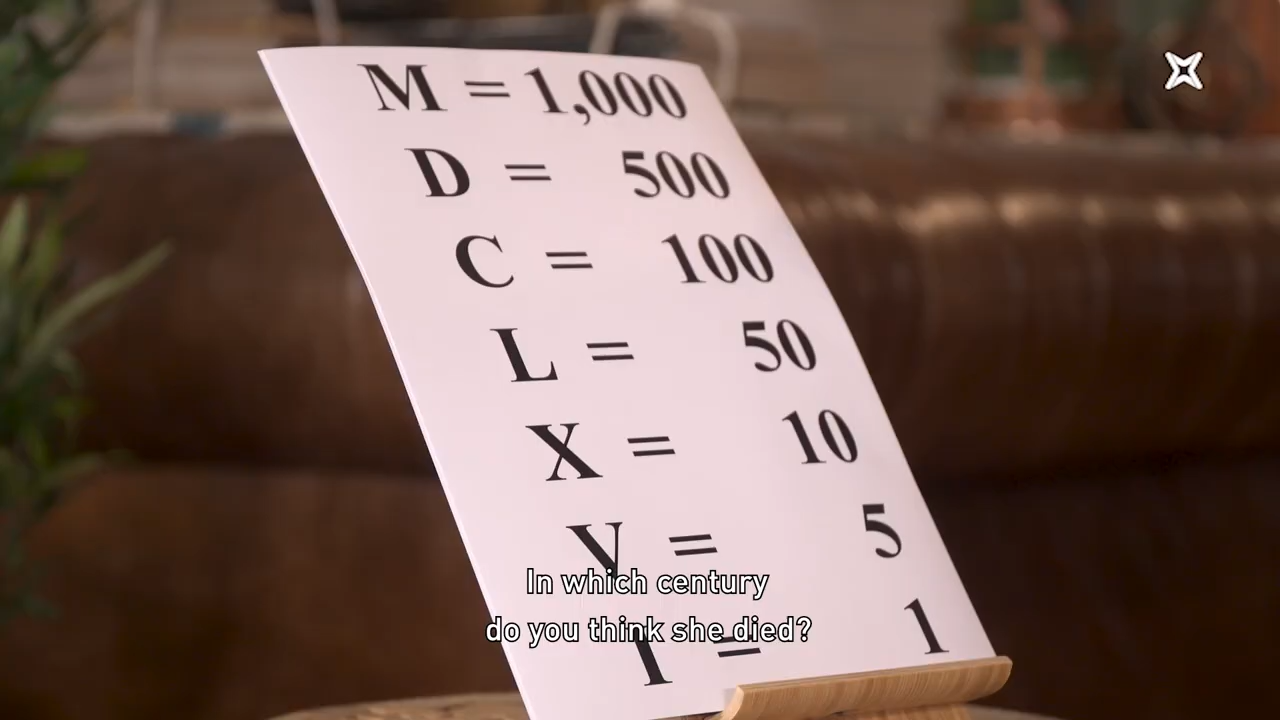 M = 1,000
D = 500
C = 100
L = 50
X = 10
V = 5
I = 1
In which century
do you think she died?